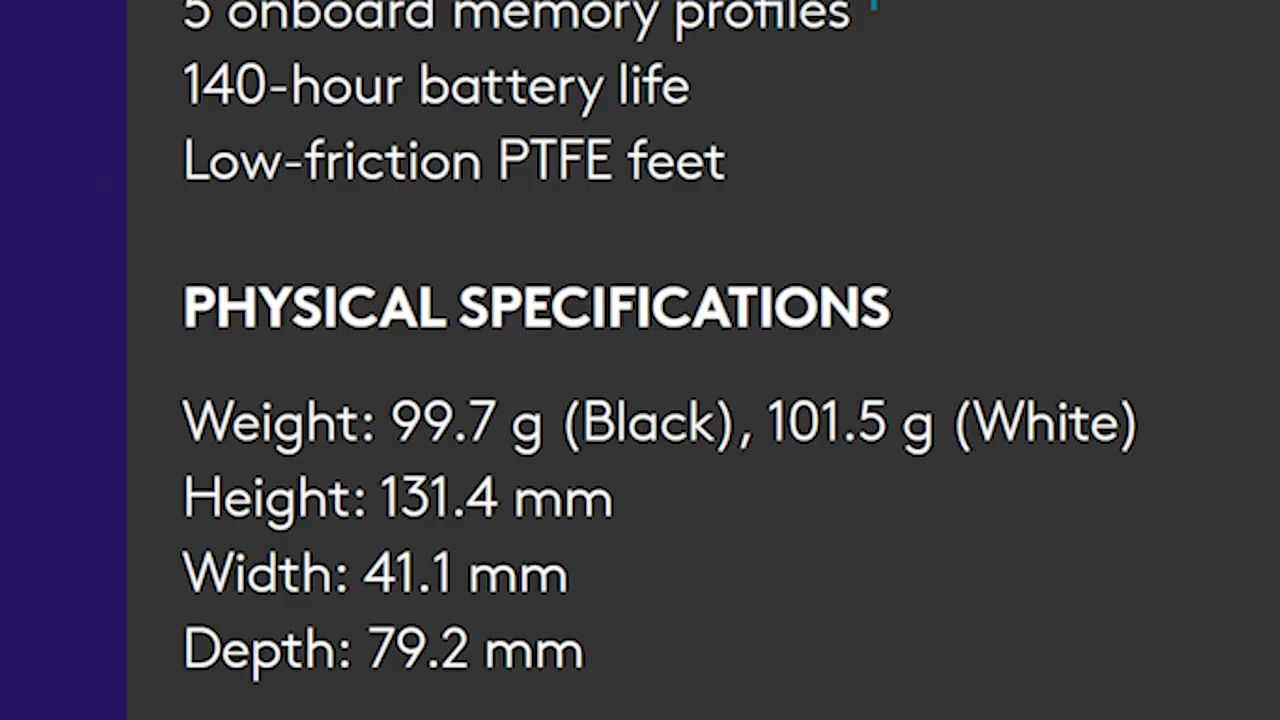 5 onboard memory profiles
140-hour battery life
Low-friction PTFE feet
PHYSICAL SPECIFICATIONS
Weight: 99.7 g (Black), 101.5 g (White)
Height: 131.4 mm
Width: 41.1 mm
Depth: 79.2 mm